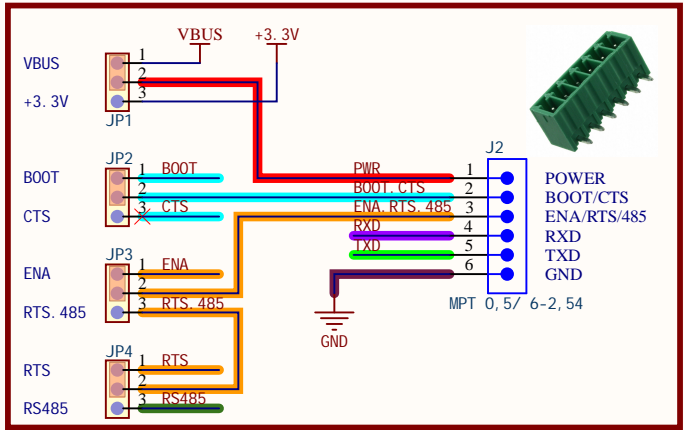 VBUS +3.3V
VBUS 1
2
+3.3V 3
JP1
JP2
BOOT 1 BOOT
2
CTS 3 CTS
JP3
ENA 1 ENA
2
RTS.485 3 RTS.485
JP4
RTS 1 RTS
2
RS485 3 RS485
J2
PWR 1 POWER
BOOT.CTS 2 BOOT/CTS
ENA.RTS.485 3 ENA/RTS/485
RXD 4 RXD
TXD 5 TXD
6 GND
MPT 0,5/ 6-2,54
GND